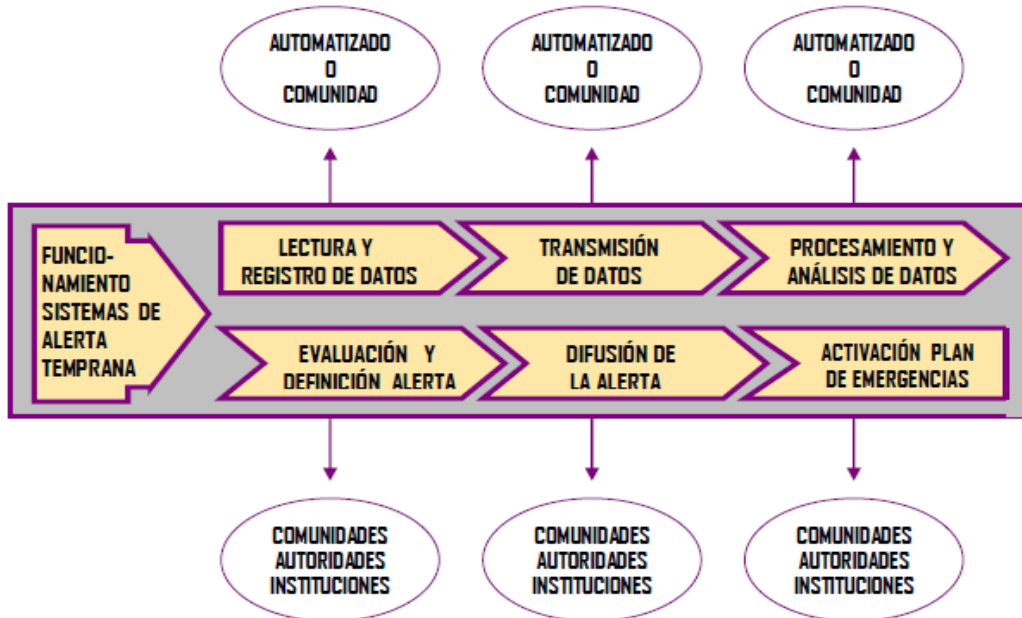 AUTOMATIZADO
O
COMUNIDAD
AUTOMATIZADO
O
COMUNIDAD
AUTOMATIZADO
O
COMUNIDAD
FUNCIO-
NAMIENTO
SISTEMAS DE
ALERTA
TEMPRANA
LECTURA Y
REGISTRO DE DATOS
TRANSMISIÓN
DE DATOS
PROCESAMIENTO Y
ANÁLISIS DE DATOS
EVALUACIÓN Y
DEFINICIÓN ALERTA
DIFUSIÓN DE
LA ALERTA
ACTIVACIÓN PLAN
DE EMERGENCIAS
COMUNIDADES
AUTORIDADES
INSTITUCIONES
COMUNIDADES
AUTORIDADES
INSTITUCIONES
COMUNIDADES
AUTORIDADES
INSTITUCIONES